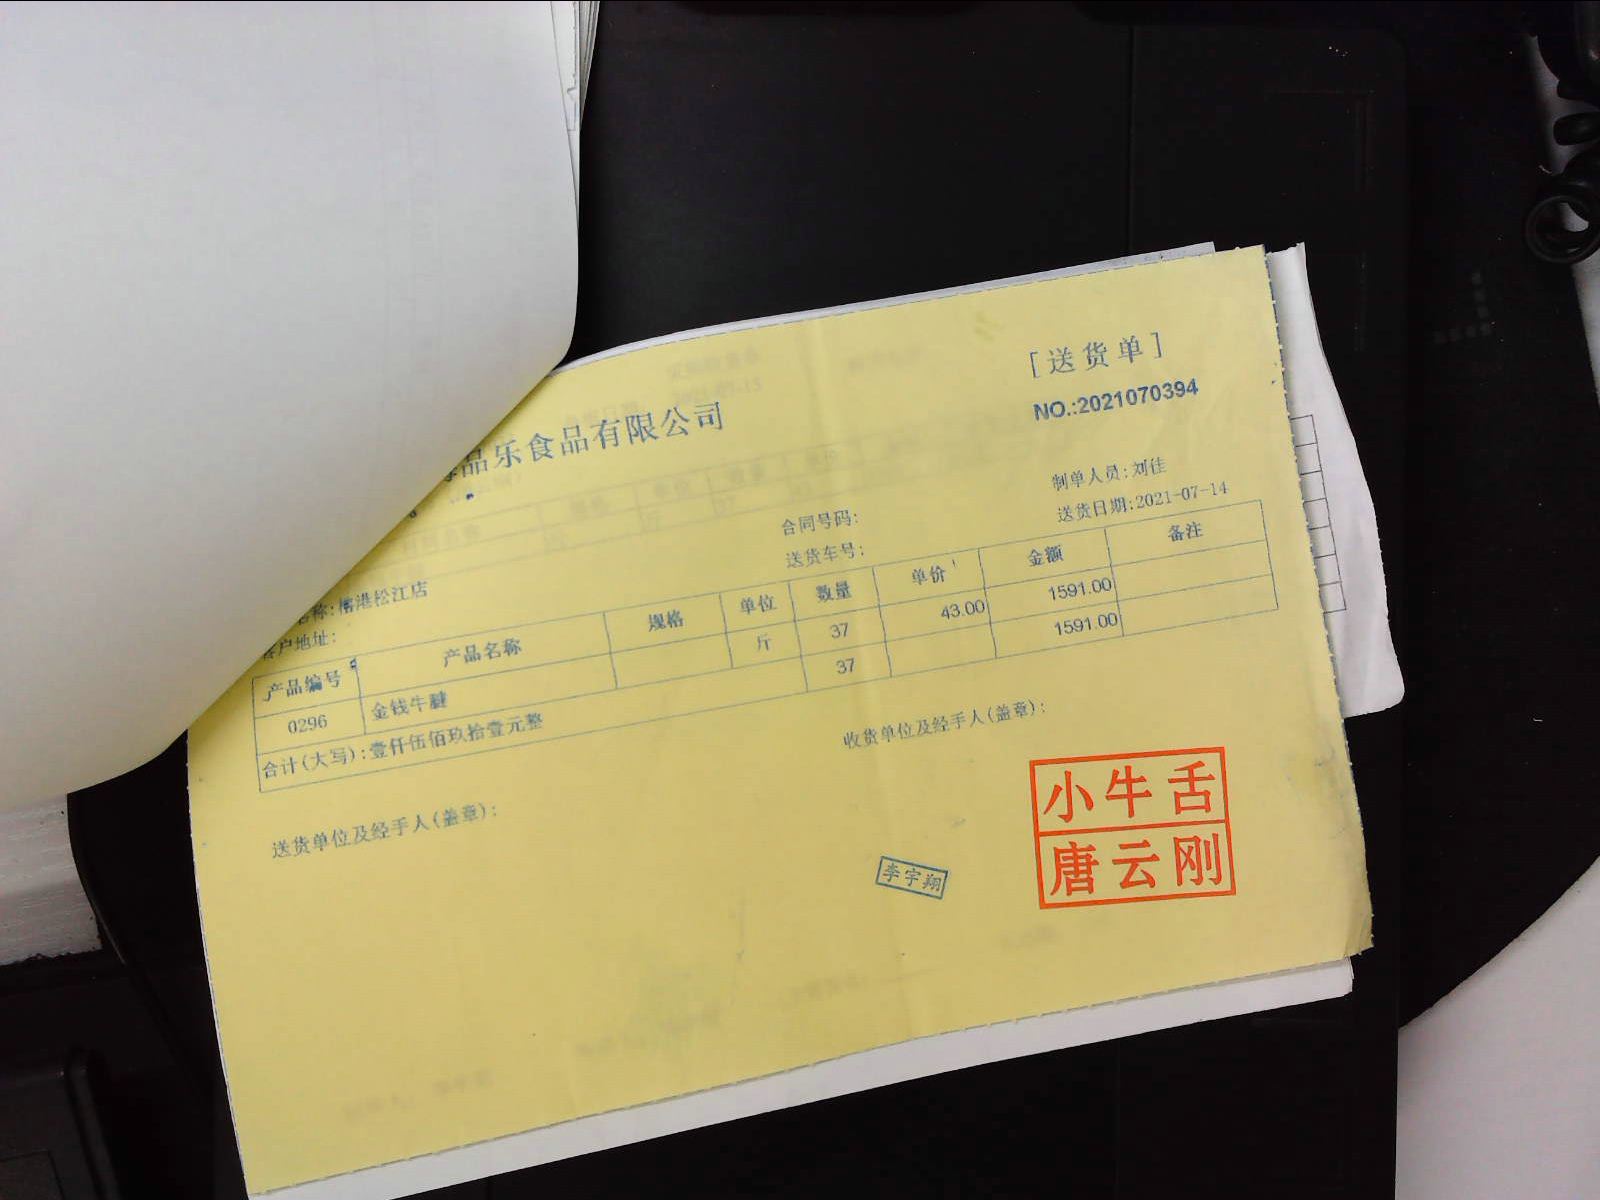 品乐食品有限公司
[送货单]
NO.:2021070394
制单人员:刘佳
合同号码:
送货日期:2021-07-14
名称:榰港松江店
送货车号:
客户地址:
产品编号 产品名称 规格 单位 数量 单价 金额 备注
0296 金钱牛腱 斤 37 43.00 1591.00
合计(大写):壹仟伍佰玖拾壹元整 37 1591.00
送货单位及经手人(盖章):
收货单位及经手人(盖章):
李宇翔
小牛舌
唐云刚